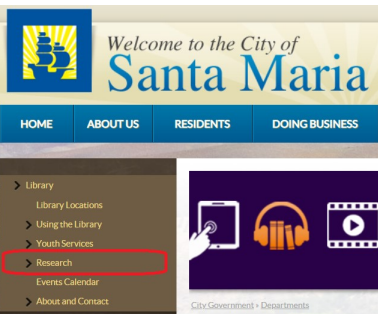 Welcome to the City of
Santa Maria
HOME ABOUT US RESIDENTS DOING BUSINESS
Library
Library Locations
Using the Library
Youth Services
Research
Events Calendar
About and Contact
City Government » Departments